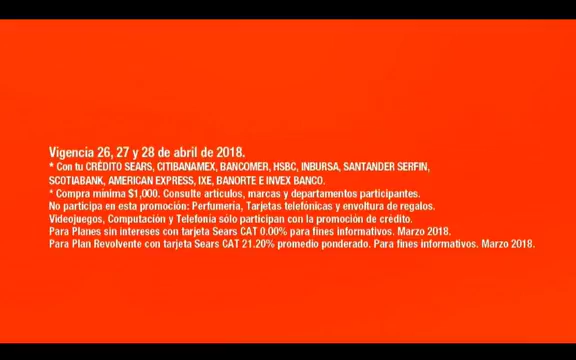 Vigencia 26, 27 y 28 de abril de 2018.
* Con tu CRÉDITO SEARS, CITIBANAMEX, BANCOMER, HSBC, INBURSA, SANTANDER SERFIN,
SCOTIABANK, AMERICAN EXPRESS, IXE, BANORTE E INVEX BANCO.
* Compra mínima $1,000. Consulte artículos, marcas y departamentos participantes.
No participa en esta promoción: Perfumería, Tarjetas telefónicas y envoltura de regalos.
Videojuegos, Computación y Telefonía sólo participan con la promoción de crédito.
Para Planes sin intereses con tarjeta Sears CAT 0.00% para fines informativos. Marzo 2018.
Para Plan Revolvente con tarjeta Sears CAT 21.20% promedio ponderado. Para fines informativos. Marzo 2018.